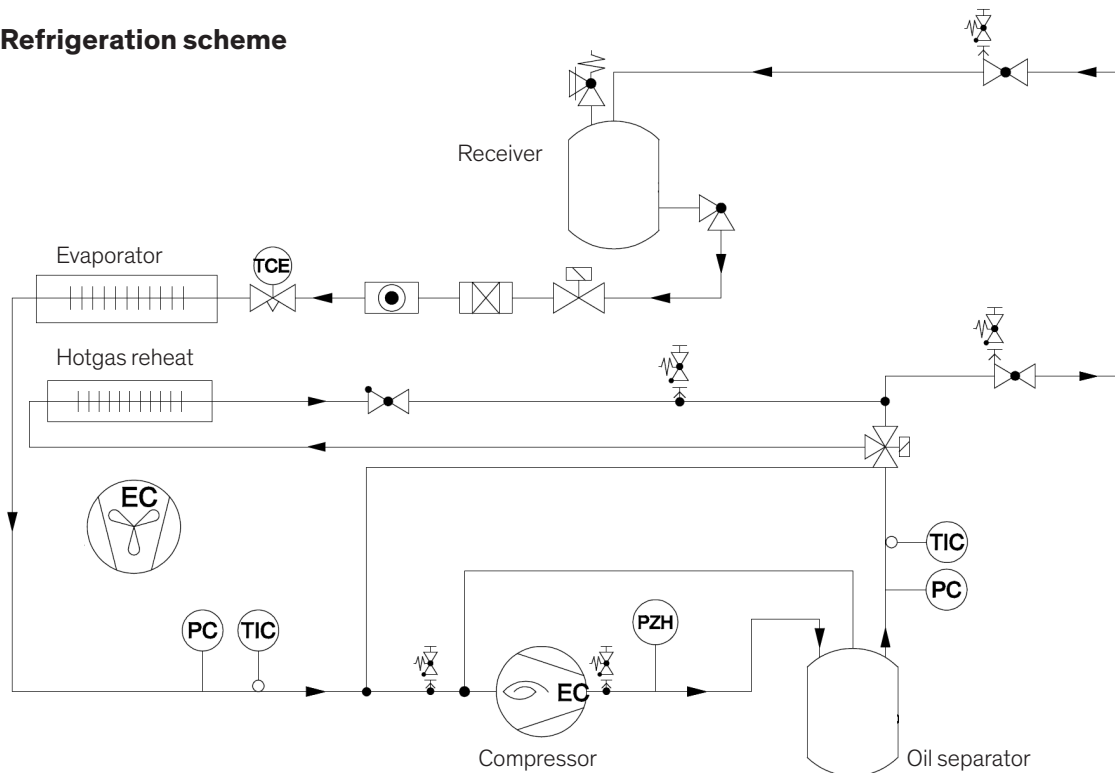 Refrigeration scheme
Receiver
Evaporator
TCE
Hotgas reheat
EC
TIC
PC
PC
TIC
PZH
EC
Compressor
Oil separator